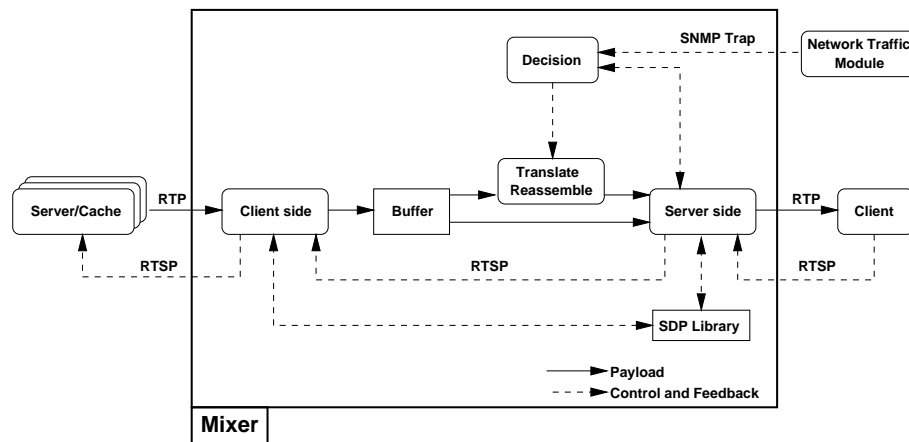 SNMP Trap
Network Traffic
Module
Decision
Translate
Reassemble
Server/Cache
RTP
Client side
Buffer
Server side
RTP
Client
RTSP
RTSP
RTSP
SDP Library
Payload
Control and Feedback
Mixer